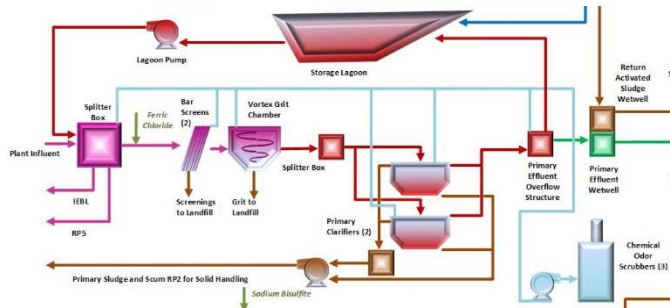 Lagoon Pump
Storage Lagoon
Return
Activated
Sludge
Wetwell
Splitter
Box
Ferric
Chloride
Bar
Screens
(2)
Vortex Grit
Chamber
Plant Influent
Splitter Box
IEBL
RP5
Screenings
to Landfill
Grit to
Landfill
Primary
Clarifiers (2)
Primary
Effluent
Overflow
Structure
Primary
Effluent
Wetwell
Chemical
Odor
Scrubbers (3)
Primary Sludge and Scum RP2 for Solid Handling
Sodium Bisulfite